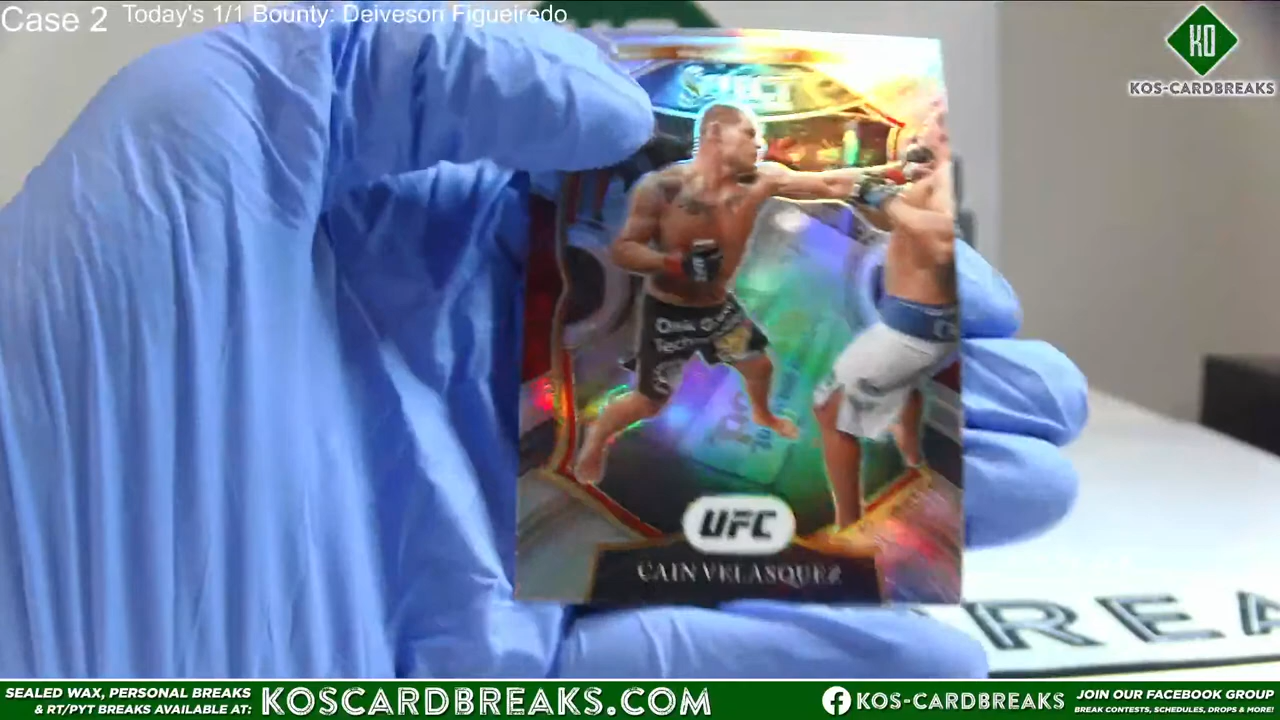 Case 2 Today's 1/1 Bounty: Deiveson Figueiredo
KO
KOS-CARDBREAKS
SELECT
UFC
CAIN VELASQUEZ
SEALED WAX, PERSONAL BREAKS
& RT/PYT BREAKS AVAILABLE AT:
KOSCARDBREAKS.COM
KOS-CARDBREAKS
JOIN OUR FACEBOOK GROUP
BREAK CONTESTS, SCHEDULES, DROPS & MORE!